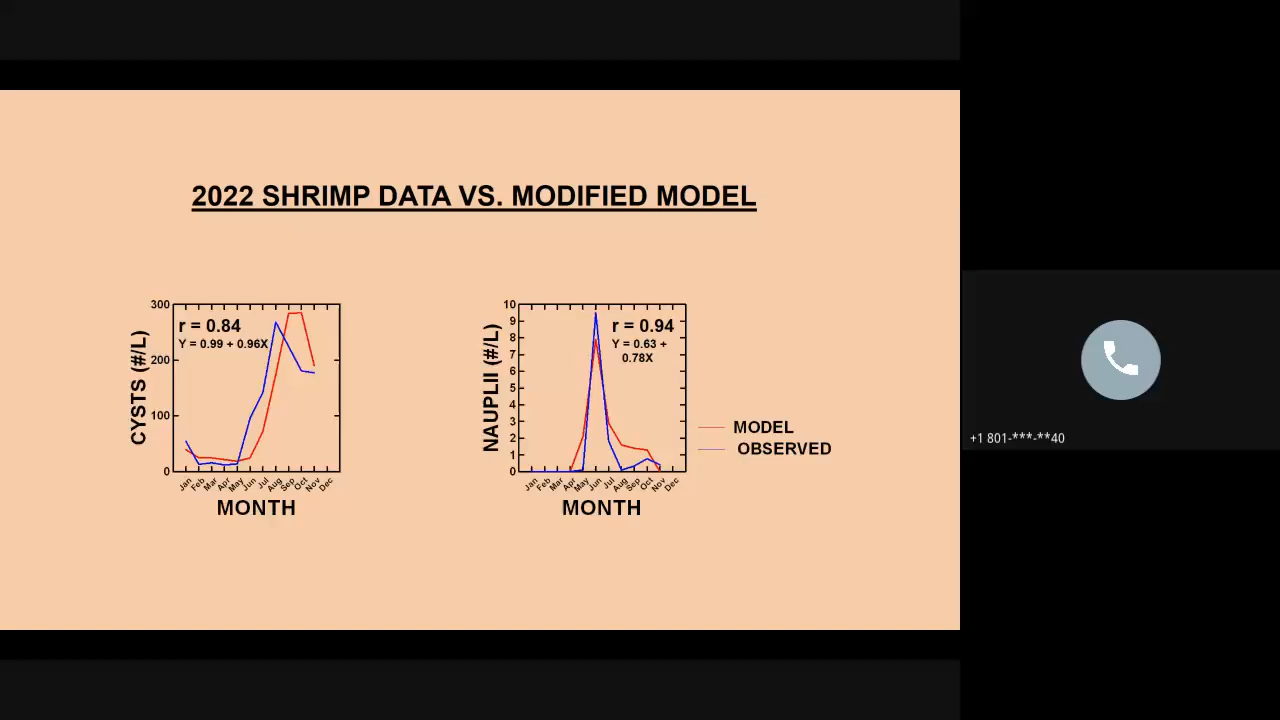 2022 SHRIMP DATA VS. MODIFIED MODEL
CYSTS (#/L)
300
200
100
0
r = 0.84
Y = 0.99 + 0.96X
Jan Feb Mar Apr May Jun Jul Aug Sep Oct Nov Dec
MONTH
NAUPLII (#/L)
10
9
8
7
6
5
4
3
2
1
0
r = 0.94
Y = 0.63 +
0.78X
Jan Feb Mar Apr May Jun Jul Aug Sep Oct Nov Dec
MONTH
MODEL
OBSERVED
+1 801-***-**40